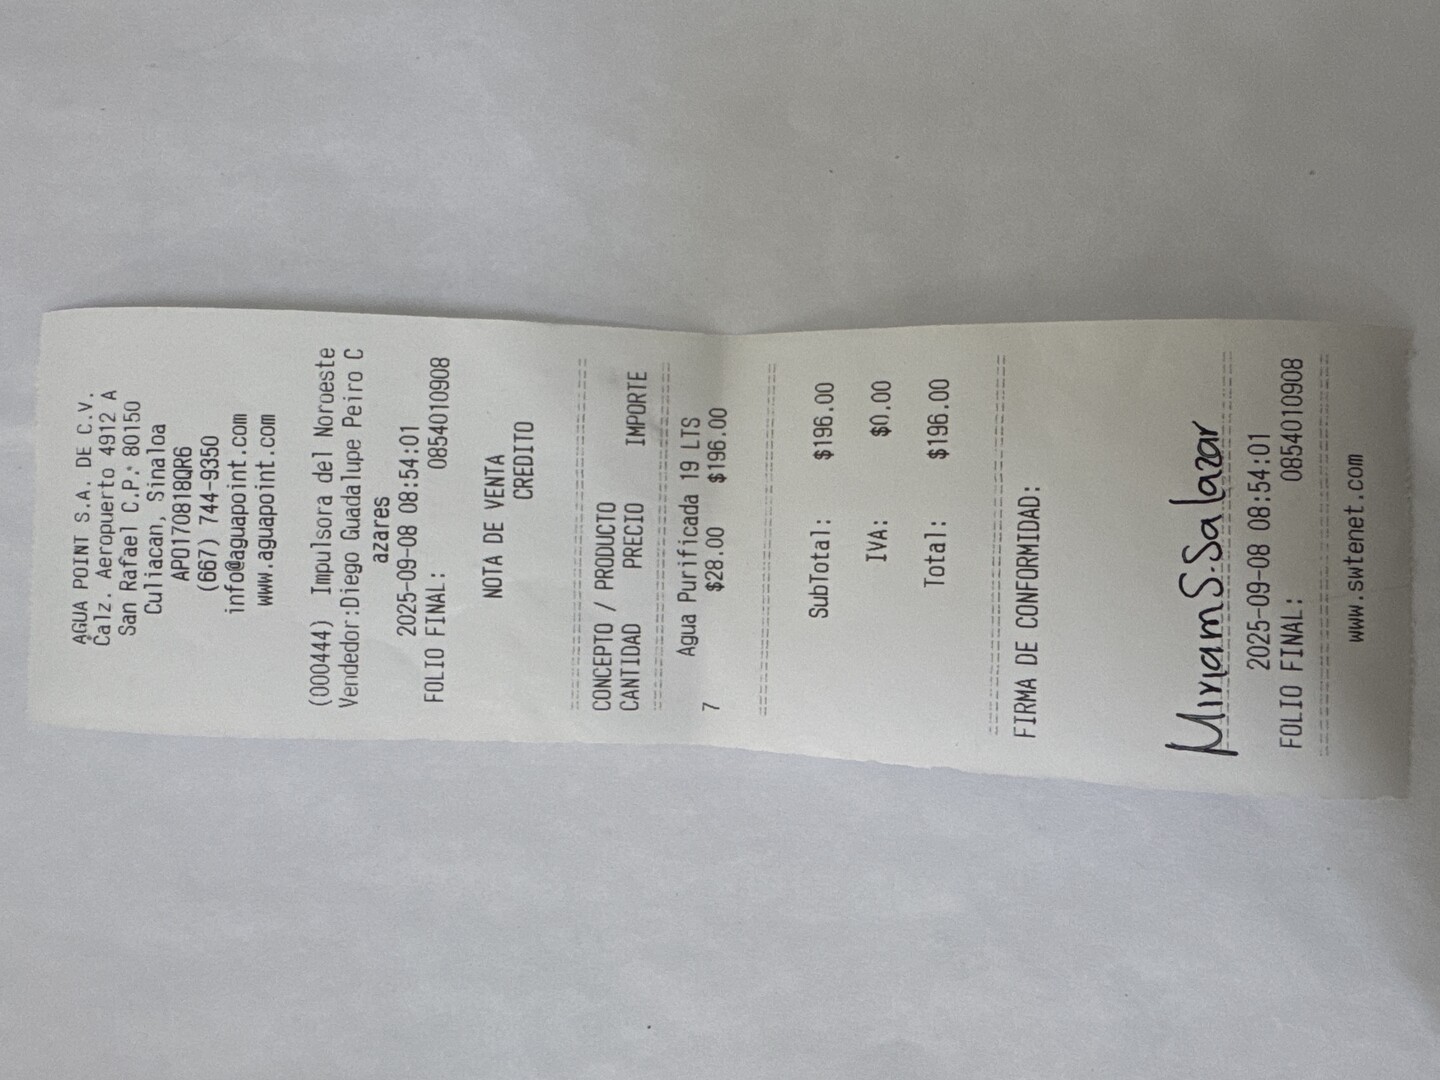 AGUA POINT S.A. DE C.V.
Calz. Aeropuerto 4912 A
San Rafael C.P. 80150
Culiacan, Sinaloa
APO170818QR6
(667) 744-9350
info@aguapoint.com
www.aguapoint.com
(000444) Impulsora del Noroeste
Vendedor:Diego Guadalupe Peiro C
azares
2025-09-08 08:54:01
FOLIO FINAL: 0854010908
NOTA DE VENTA
CREDITO
CONCEPTO / PRODUCTO
CANTIDAD PRECIO IMPORTE
Agua Purificada 19 LTS
7 $28.00 $196.00
SubTotal: $196.00
IVA: $0.00
Total: $196.00
FIRMA DE CONFORMIDAD:
Miriam S. Salazar
2025-09-08 08:54:01
FOLIO FINAL: 0854010908
www.swtenet.com